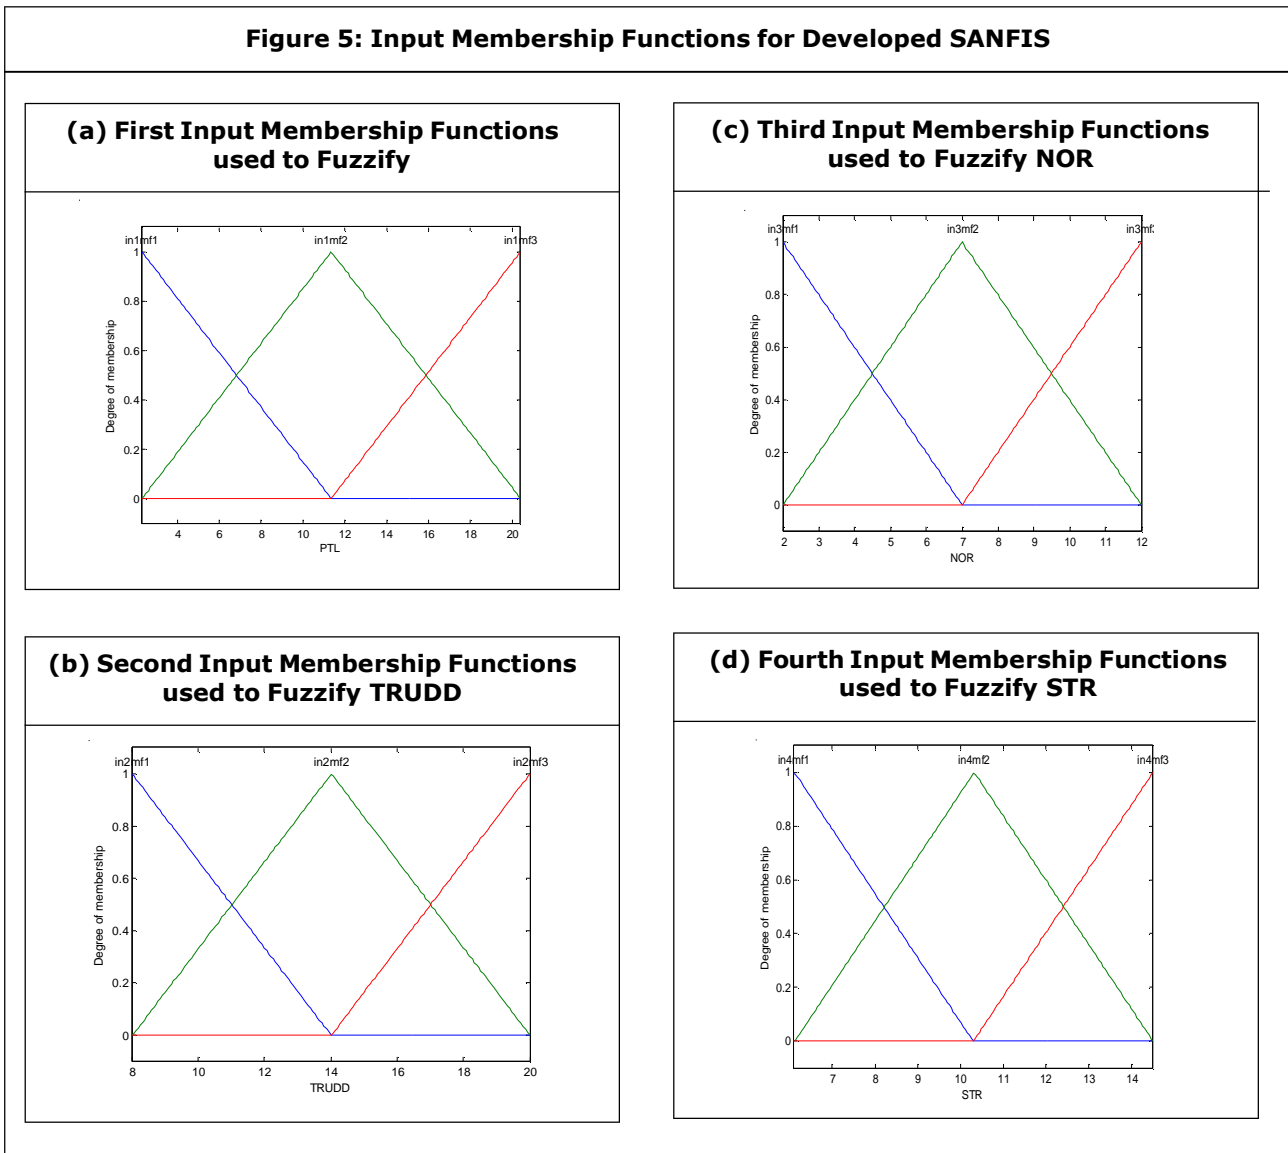 Figure 5: Input Membership Functions for Developed SANFIS
(a) First Input Membership Functions
used to Fuzzify
in1mf1 in1mf2 in1mf3
1
0.8
0.6
0.4
0.2
0
Degree of membership
4 6 8 10 12 14 16 18 20
PTL
(c) Third Input Membership Functions
used to Fuzzify NOR
in3mf1 in3mf2 in3mf3
1
0.8
0.6
0.4
0.2
0
Degree of membership
2 3 4 5 6 7 8 9 10 11 12
NOR
(b) Second Input Membership Functions
used to Fuzzify TRUDD
in2mf1 in2mf2 in2mf3
1
0.8
0.6
0.4
0.2
0
Degree of membership
8 10 12 14 16 18 20
TRUDD
(d) Fourth Input Membership Functions
used to Fuzzify STR
in4mf1 in4mf2 in4mf3
1
0.8
0.6
0.4
0.2
0
Degree of membership
7 8 9 10 11 12 13 14
STR